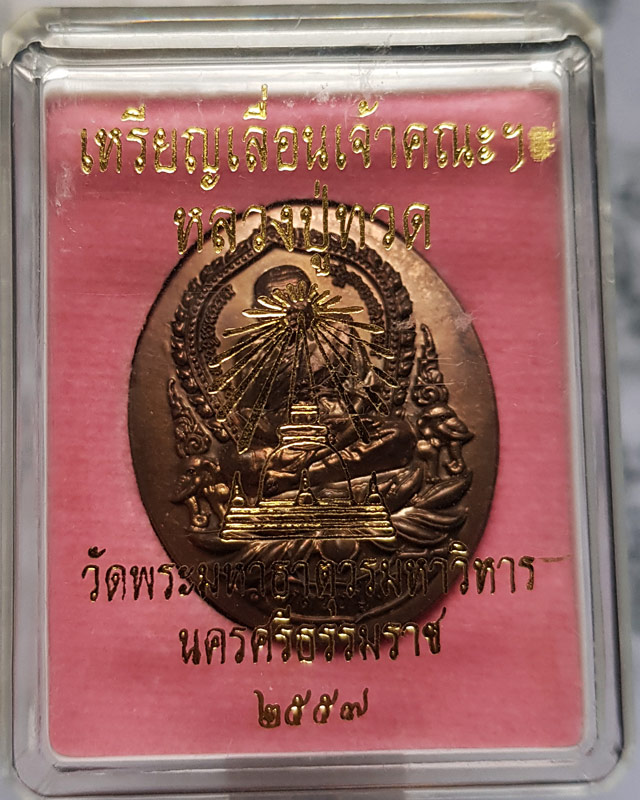 เหรียญเลื่อนเจ้าคณะฯ
หลวงปู่ทวด
วัดพระมหาธาตุวรมหาวิหาร
นครศรีธรรมราช
๒๕๕๗